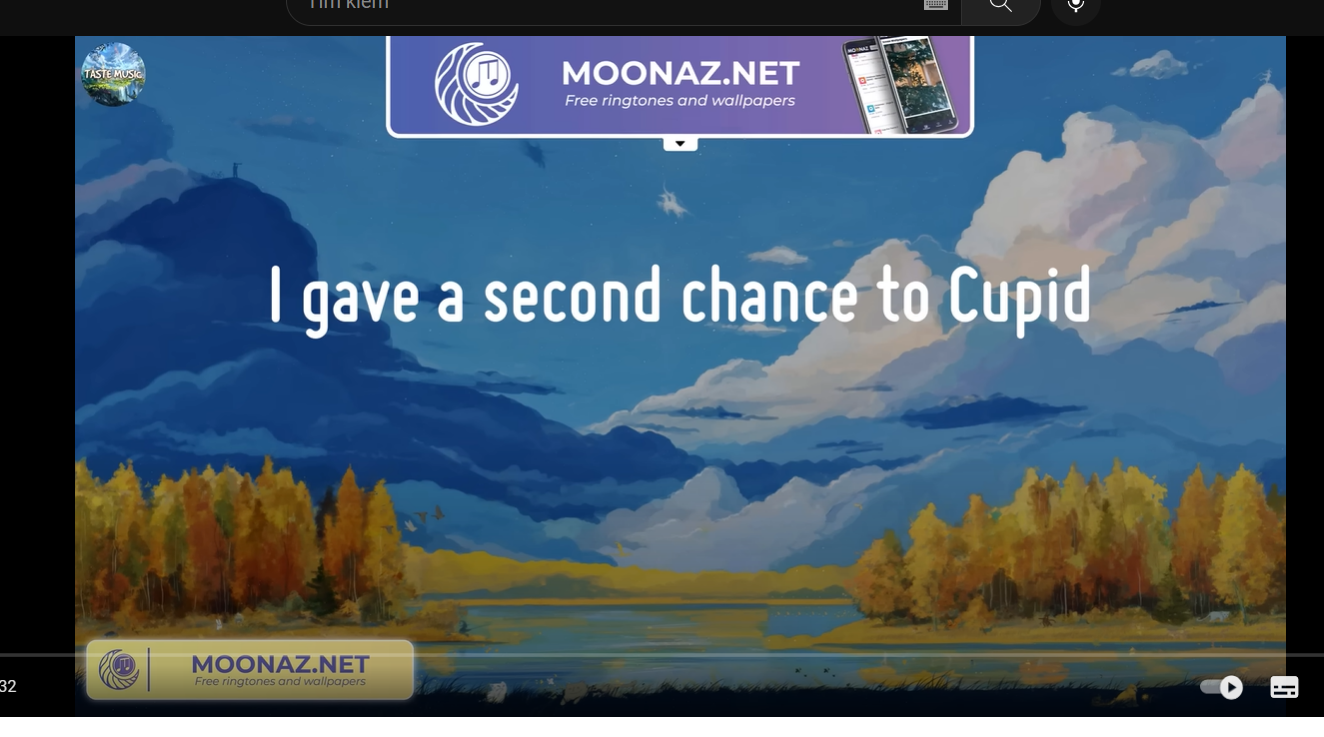 Tìm kiếm
TASTE MUSIC
MOONAZ.NET
Free ringtones and wallpapers
I gave a second chance to Cupid
MOONAZ.NET
Free ringtones and wallpapers
32